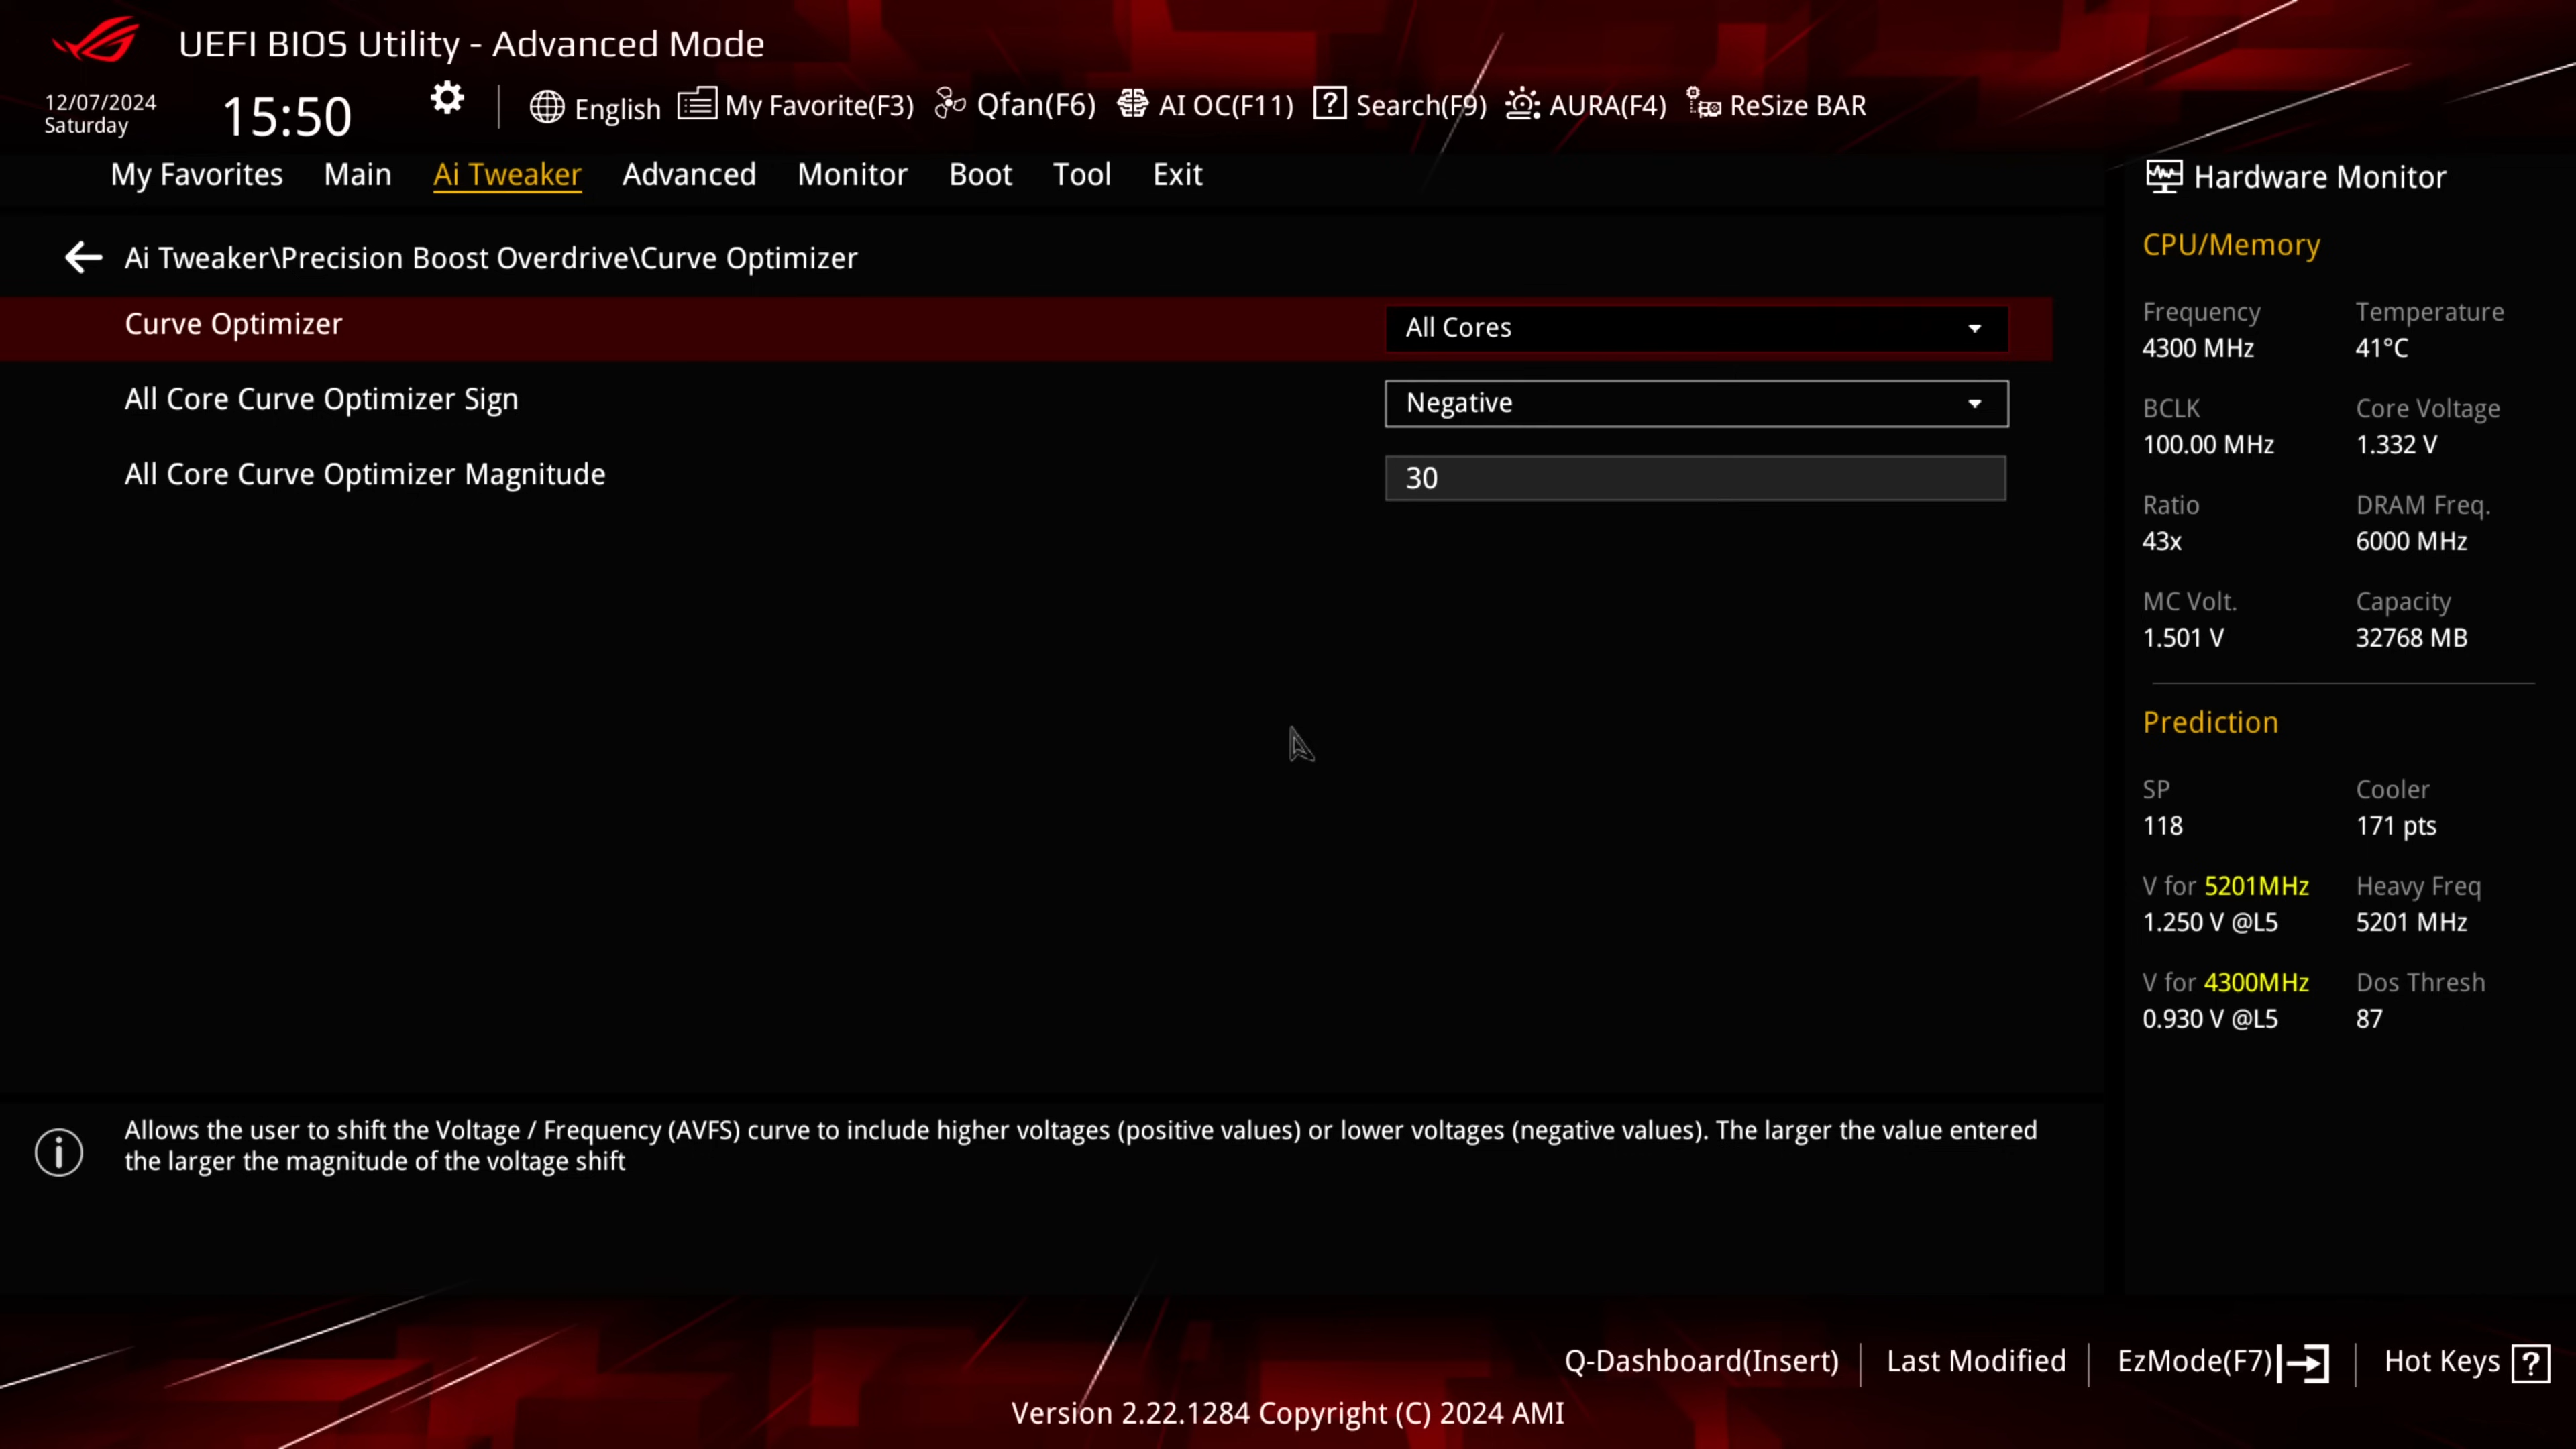 UEFI BIOS Utility - Advanced Mode
12/07/2024
Saturday
15:50
English My Favorite(F3) Qfan(F6) AI OC(F11) ? Search(F9) AURA(F4) ReSize BAR
My Favorites Main Ai Tweaker Advanced Monitor Boot Tool Exit
Ai Tweaker\Precision Boost Overdrive\Curve Optimizer
Curve Optimizer All Cores
All Core Curve Optimizer Sign Negative
All Core Curve Optimizer Magnitude 30
Hardware Monitor
CPU/Memory
Frequency Temperature
4300 MHz 41°C
BCLK Core Voltage
100.00 MHz 1.332 V
Ratio DRAM Freq.
43x 6000 MHz
MC Volt. Capacity
1.501 V 32768 MB
Prediction
SP Cooler
118 171 pts
V for 5201MHz Heavy Freq
1.250 V @L5 5201 MHz
V for 4300MHz Dos Thresh
0.930 V @L5 87
Allows the user to shift the Voltage / Frequency (AVFS) curve to include higher voltages (positive values) or lower voltages (negative values). The larger the value entered
the larger the magnitude of the voltage shift
Q-Dashboard(Insert) Last Modified EzMode(F7) Hot Keys ?
Version 2.22.1284 Copyright (C) 2024 AMI